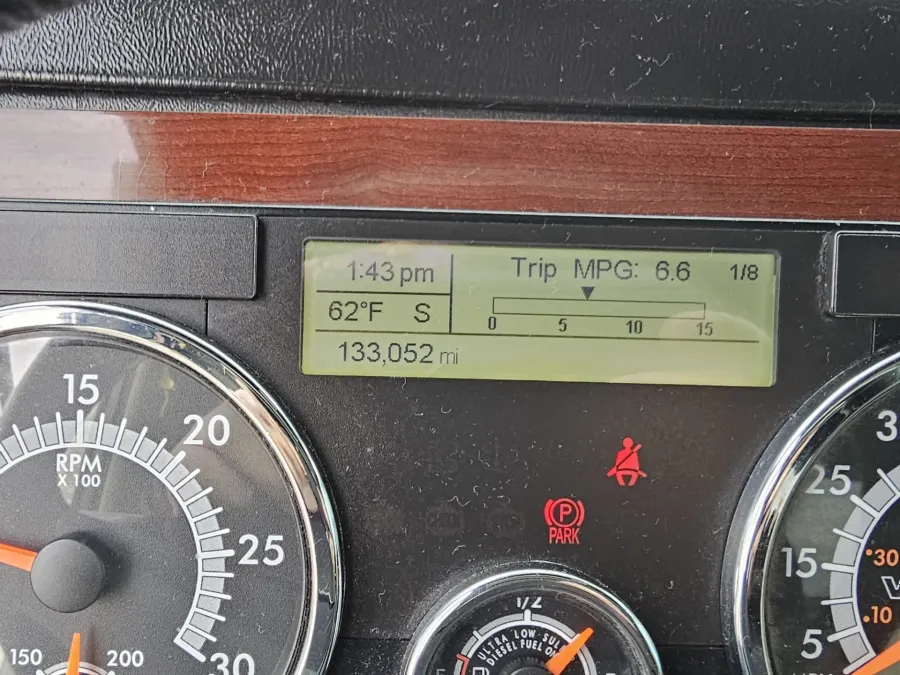 1:43 pm
Trip MPG: 6.6
1/8
62°F S
0 5 10 15
133,052 mi
15
20
25
30
RPM
X 100
150
200
P
PARK
1/2
ULTRA LOW SULFUR
DIESEL FUEL ONLY
25
15
5
30
10